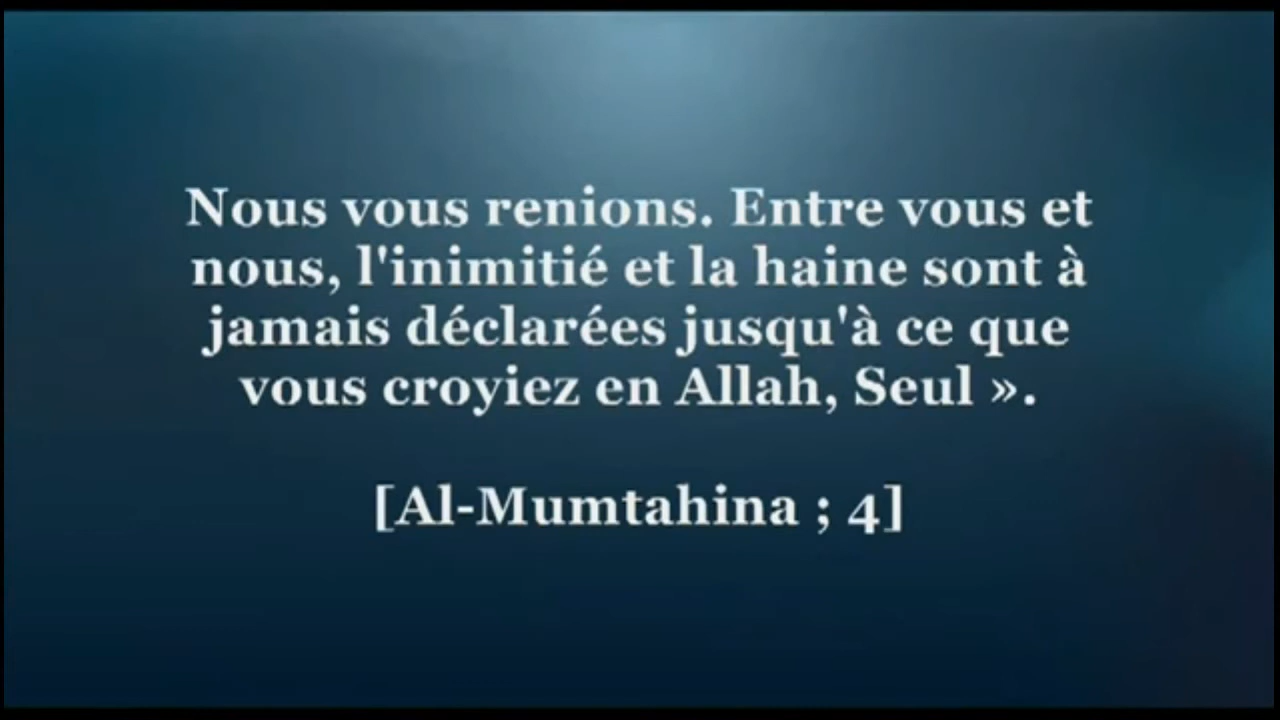 Nous vous renions. Entre vous et
nous, l'inimitié et la haine sont à
jamais déclarées jusqu'à ce que
vous croyiez en Allah, Seul ».
[Al-Mumtahina ; 4]